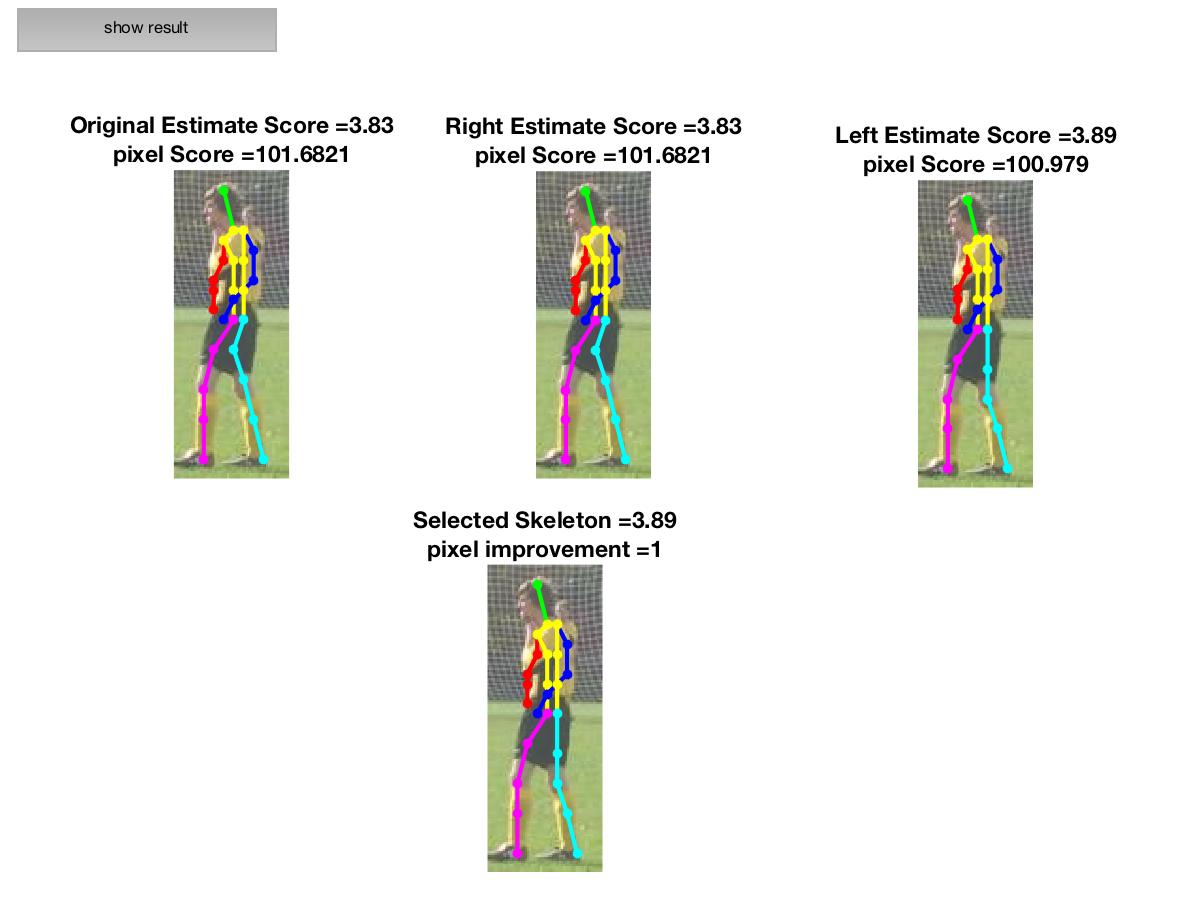 show result
Original Estimate Score =3.83
pixel Score =101.6821
Right Estimate Score =3.83
pixel Score =101.6821
Left Estimate Score =3.89
pixel Score =100.979
Selected Skeleton =3.89
pixel improvement =1